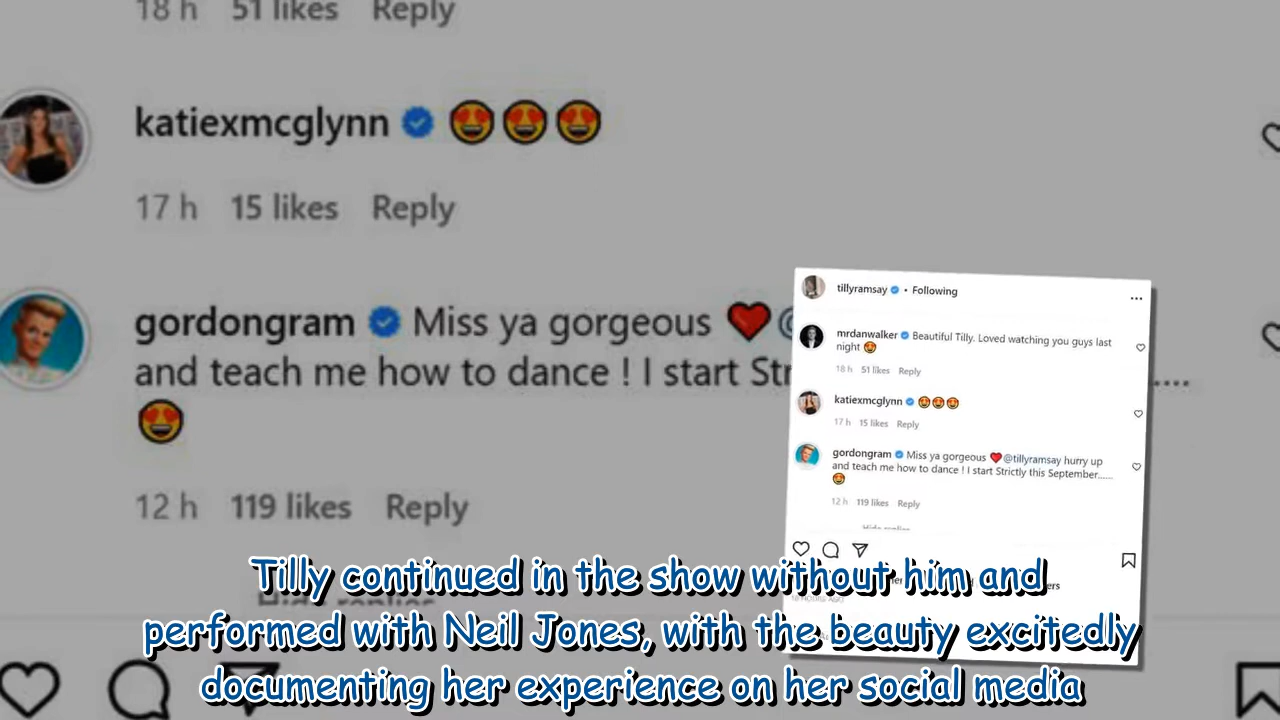 18 h 51 likes Reply
katiexmcglynn 😍😍😍
17 h 15 likes Reply
gordongram Miss ya gorgeous ❤️@
and teach me how to dance ! I start Str
.....
😍
12 h 119 likes Reply
Hide replies
tillyramsay • Following
...
mrdanwalker Beautiful Tilly. Loved watching you guys last
night 😍
18 h 51 likes Reply
katiexmcglynn 😍😍😍
17 h 15 likes Reply
gordongram Miss ya gorgeous ❤️@tillyramsay hurry up
and teach me how to dance ! I start Strictly this September......
😍
12 h 119 likes Reply
Hide replies
Tilly continued in the show without him and
performed with Neil Jones, with the beauty excitedly
documenting her experience on her social media